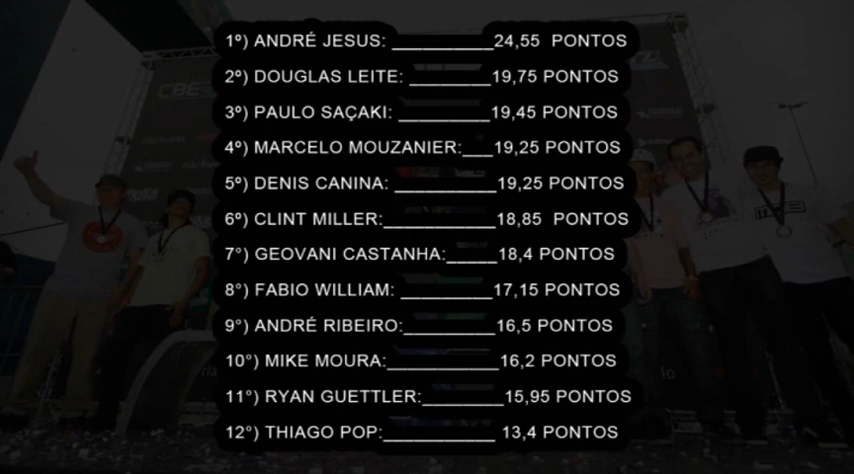 1º) ANDRÉ JESUS: __________24,55 PONTOS
2º) DOUGLAS LEITE: ________19,75 PONTOS
3º) PAULO SAÇAKI: _________19,45 PONTOS
4º) MARCELO MOUZANIER:___19,25 PONTOS
5º) DENIS CANINA: __________19,25 PONTOS
6º) CLINT MILLER:___________18,85 PONTOS
7°) GEOVANI CASTANHA:_____18,4 PONTOS
8°) FABIO WILLIAM: _________17,15 PONTOS
9°) ANDRÉ RIBEIRO:_________16,5 PONTOS
10°) MIKE MOURA:___________16,2 PONTOS
11°) RYAN GUETTLER:________15,95 PONTOS
12°) THIAGO POP:___________ 13,4 PONTOS